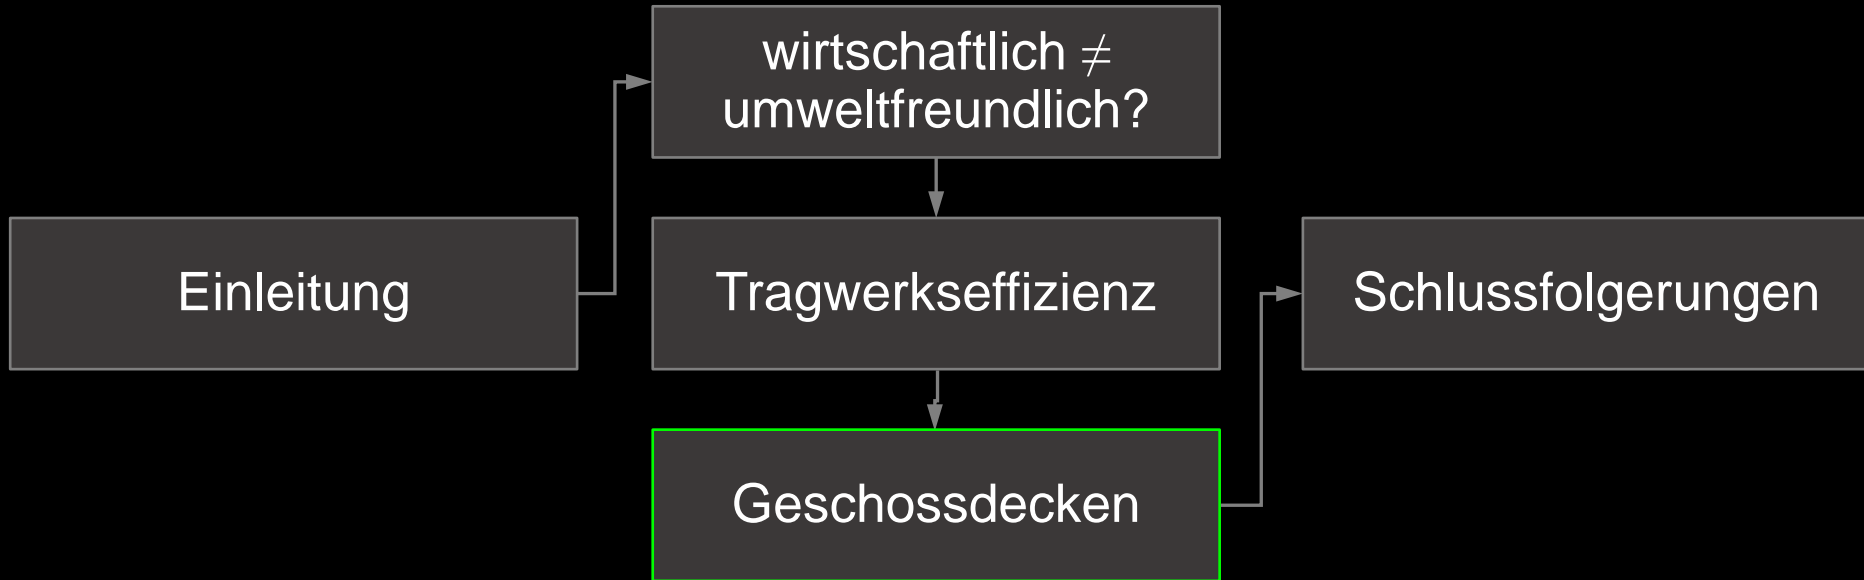 Einleitung
wirtschaftlich ≠
umweltfreundlich?
Tragwerkseffizienz
Geschossdecken
Schlussfolgerungen